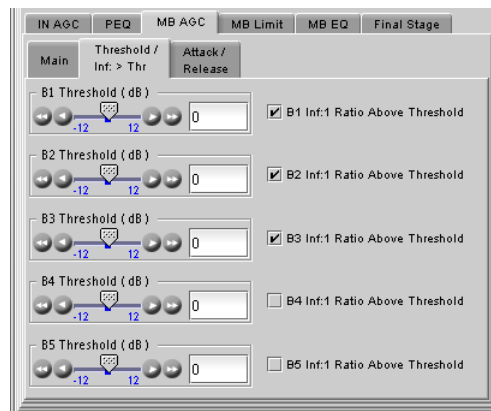 IN AGC PEQ MB AGC MB Limit MB EQ Final Stage
Main Threshold / Inf: > Thr Attack / Release
B1 Threshold ( dB )
-12 12 0 B1 Inf:1 Ratio Above Threshold
B2 Threshold ( dB )
-12 12 0 B2 Inf:1 Ratio Above Threshold
B3 Threshold ( dB )
-12 12 0 B3 Inf:1 Ratio Above Threshold
B4 Threshold ( dB )
-12 12 0 B4 Inf:1 Ratio Above Threshold
B5 Threshold ( dB )
-12 12 0 B5 Inf:1 Ratio Above Threshold